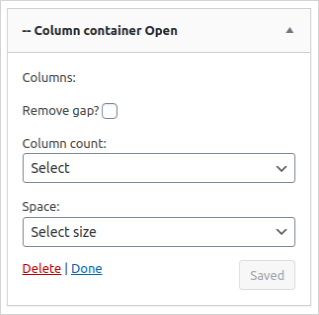 -- Column container Open
Columns:
Remove gap?
Column count:
Select
Space:
Select size
Delete | Done
Saved